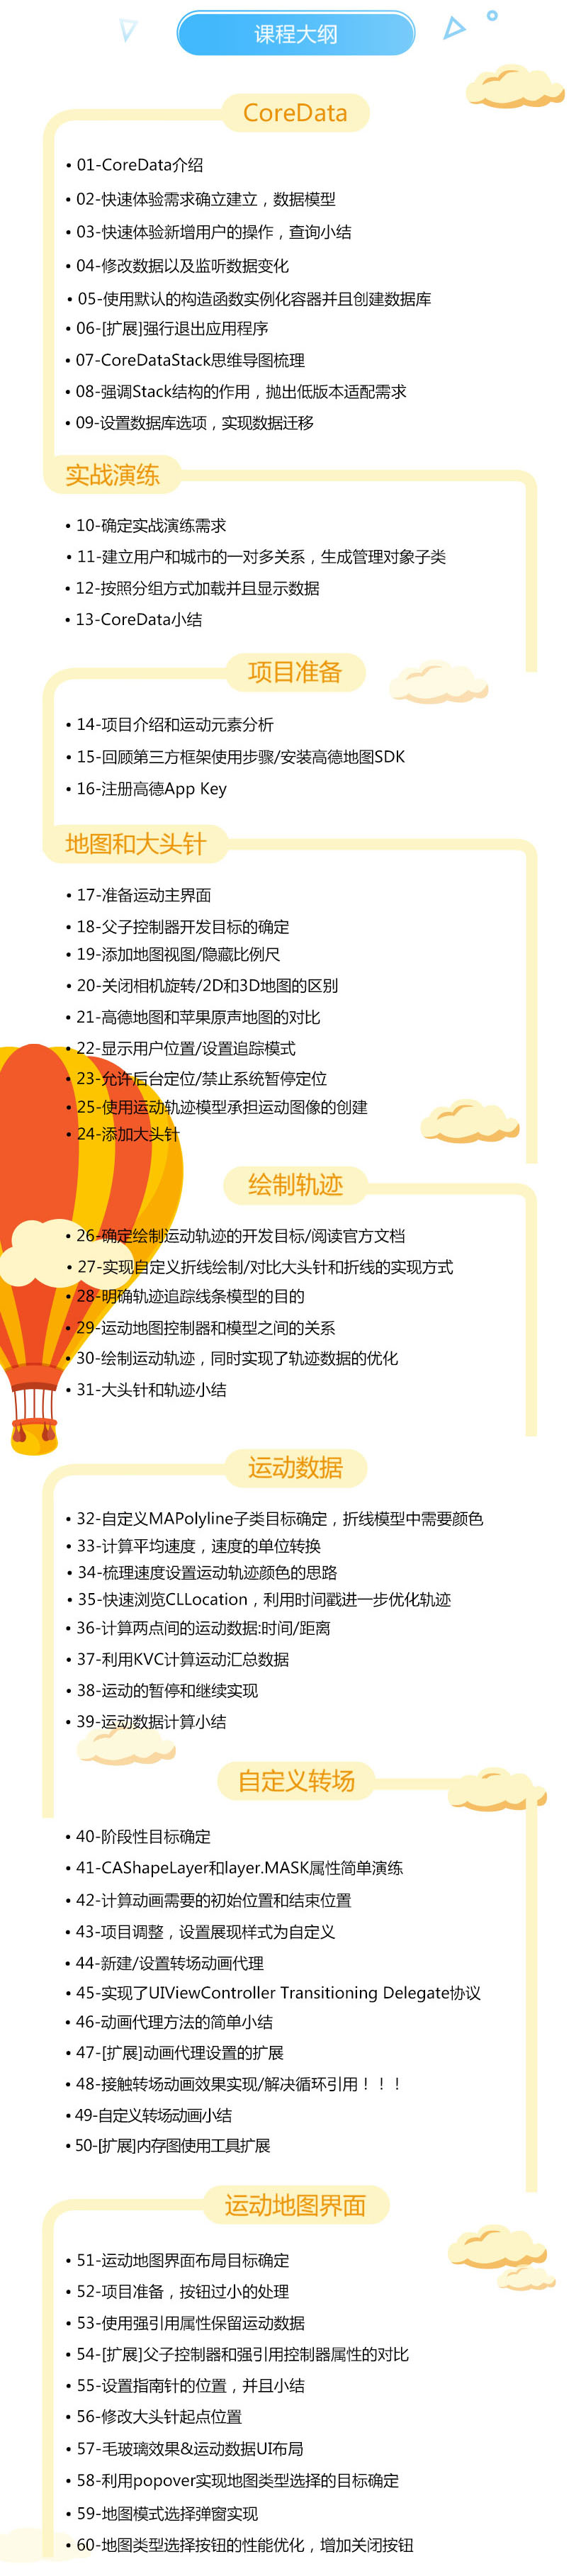 课程大纲
CoreData
• 01-CoreData介绍
• 02-快速体验需求确立建立，数据模型
• 03-快速体验新增用户的操作，查询小结
• 04-修改数据以及监听数据变化
• 05-使用默认的构造函数实例化容器并且创建数据库
• 06-[扩展]强行退出应用程序
• 07-CoreDataStack思维导图梳理
• 08-强调Stack结构的作用，抛出低版本适配需求
• 09-设置数据库选项，实现数据迁移
实战演练
• 10-确定实战演练需求
• 11-建立用户和城市的一对多关系，生成管理对象子类
• 12-按照分组方式加载并且显示数据
• 13-CoreData小结
项目准备
• 14-项目介绍和运动元素分析
• 15-回顾第三方框架使用步骤/安装高德地图SDK
• 16-注册高德App Key
地图和大头针
• 17-准备运动主界面
• 18-父子控制器开发目标的确定
• 19-添加地图视图/隐藏比例尺
• 20-关闭相机旋转/2D和3D地图的区别
• 21-高德地图和苹果原声地图的对比
• 22-显示用户位置/设置追踪模式
• 23-允许后台定位/禁止系统暂停定位
• 25-使用运动轨迹模型承担运动图像的创建
• 24-添加大头针
绘制轨迹
• 26-确定绘制运动轨迹的开发目标/阅读官方文档
• 27-实现自定义折线绘制/对比大头针和折线的实现方式
• 28-明确轨迹追踪线条模型的目的
• 29-运动地图控制器和模型之间的关系
• 30-绘制运动轨迹，同时实现了轨迹数据的优化
• 31-大头针和轨迹小结
运动数据
• 32-自定义MAPolyline子类目标确定，折线模型中需要颜色
• 33-计算平均速度，速度的单位转换
• 34-梳理速度设置运动轨迹颜色的思路
• 35-快速浏览CLLocation，利用时间戳进一步优化轨迹
• 36-计算两点间的运动数据:时间/距离
• 37-利用KVC计算运动汇总数据
• 38-运动的暂停和继续实现
• 39-运动数据计算小结
自定义转场
• 40-阶段性目标确定
• 41-CAShapeLayer和layer.MASK属性简单演练
• 42-计算动画需要的初始位置和结束位置
• 43-项目调整，设置展现样式为自定义
• 44-新建/设置转场动画代理
• 45-实现了UIViewController Transitioning Delegate协议
• 46-动画代理方法的简单小结
• 47-[扩展]动画代理设置的扩展
• 48-接触转场动画效果实现/解决循环引用！！！
• 49-自定义转场动画小结
• 50-[扩展]内存图使用工具扩展
运动地图界面
• 51-运动地图界面布局目标确定
• 52-项目准备，按钮过小的处理
• 53-使用强引用属性保留运动数据
• 54-[扩展]父子控制器和强引用控制器属性的对比
• 55-设置指南针的位置，并且小结
• 56-修改大头针起点位置
• 57-毛玻璃效果&运动数据UI布局
• 58-利用popover实现地图类型选择的目标确定
• 59-地图模式选择弹窗实现
• 60-地图类型选择按钮的性能优化，增加关闭按钮